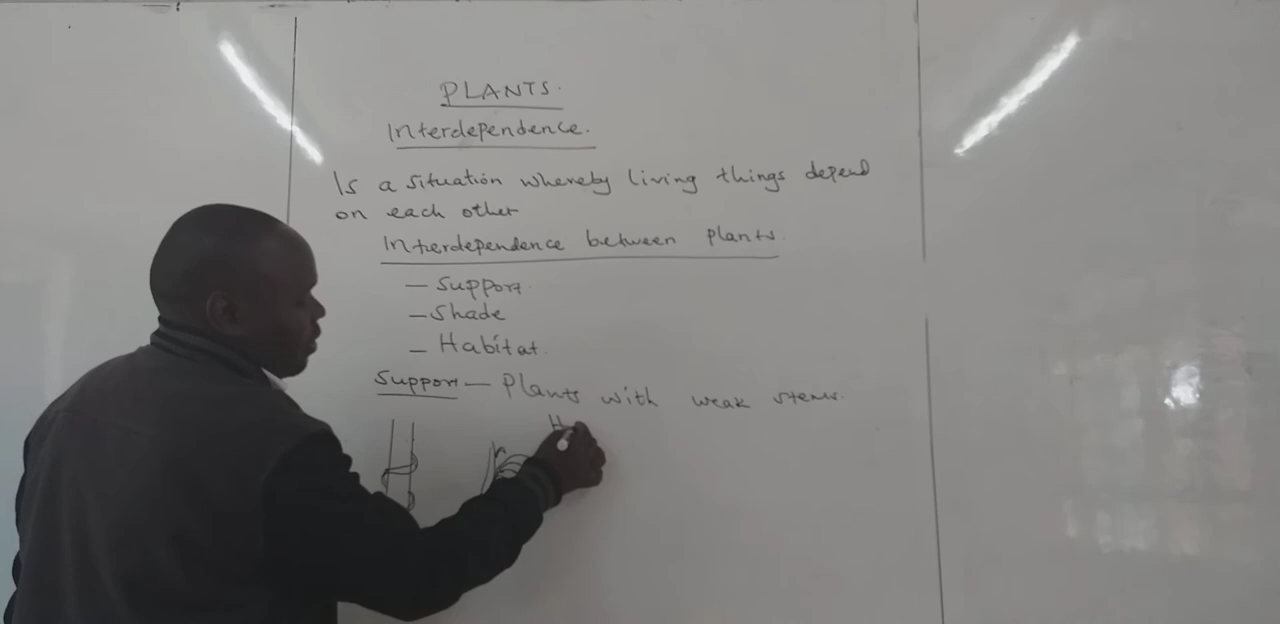 PLANTS.
Interdependence.
Is a situation whereby living things depend
on each other
Interdependence between plants.
— Support.
— Shade
— Habitat.
Support — Plants with weak stems.
H